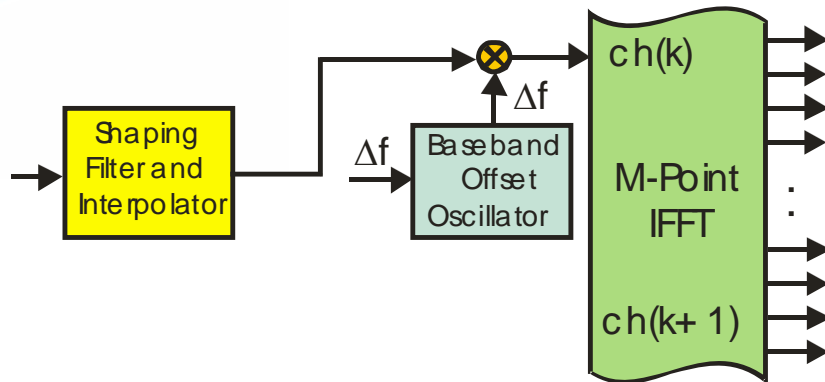 Shaping
Filter and
Interpolator
Δf
Δf
Baseband
Offset
Oscillator
ch(k)
M-Point
IFFT
ch(k+ 1)